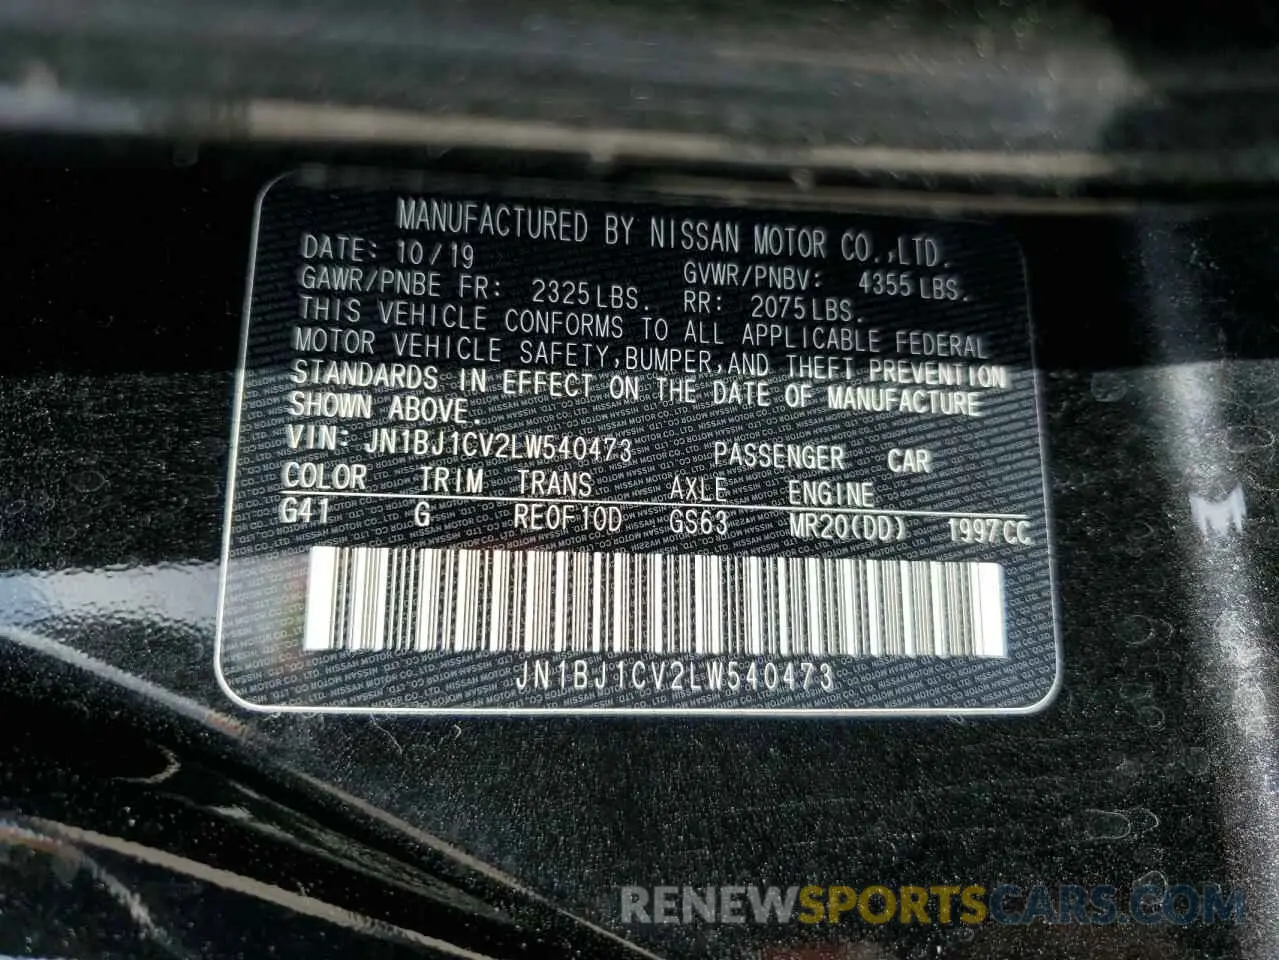 MANUFACTURED BY NISSAN MOTOR CO.,LTD.
DATE: 10/19 GVWR/PNBV: 4355 LBS.
GAWR/PNBE FR: 2325 LBS. RR: 2075 LBS.
THIS VEHICLE CONFORMS TO ALL APPLICABLE FEDERAL
MOTOR VEHICLE SAFETY,BUMPER,AND THEFT PREVENTION
STANDARDS IN EFFECT ON THE DATE OF MANUFACTURE
SHOWN ABOVE.
VIN: JN1BJ1CV2LW540473 PASSENGER CAR
COLOR TRIM TRANS AXLE ENGINE
G41 G RE0F10D GS63 MR20(DD) 1997CC
JN1BJ1CV2LW540473
RENEWSPORTSCARS.COM